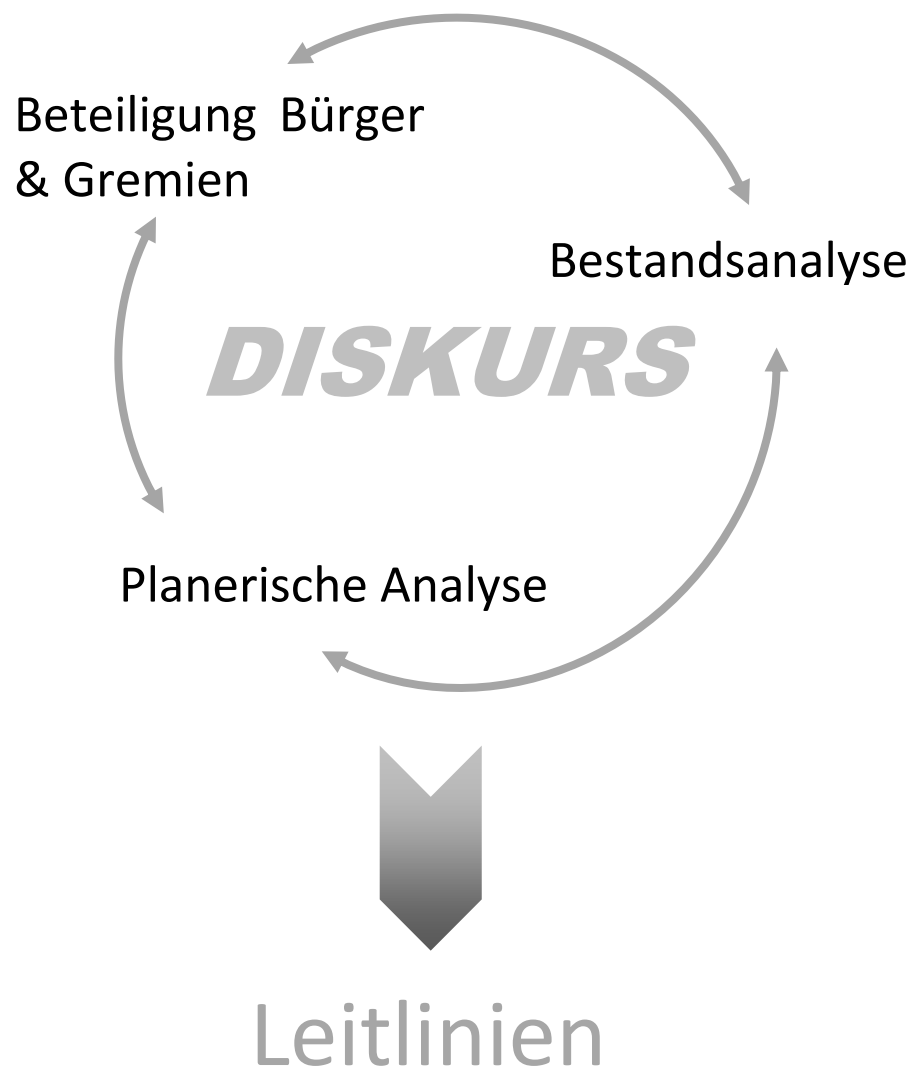 Beteiligung Bürger
& Gremien
Bestandsanalyse
DISKURS
Planerische Analyse
Leitlinien